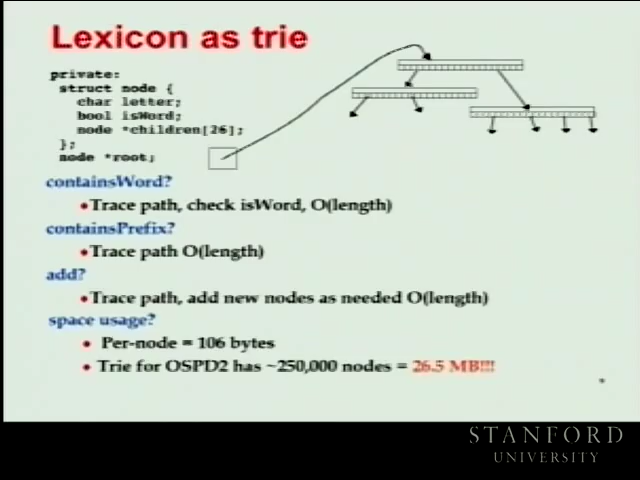 Lexicon as trie
private:
struct node {
char letter;
bool isWord;
node *children[26];
};
node *root;
containsWord?
•Trace path, check isWord, O(length)
containsPrefix?
•Trace path O(length)
add?
•Trace path, add new nodes as needed O(length)
space usage?
• Per-node = 106 bytes
• Trie for OSPD2 has ~250,000 nodes = 26.5 MB!!!
STANFORD
UNIVERSITY